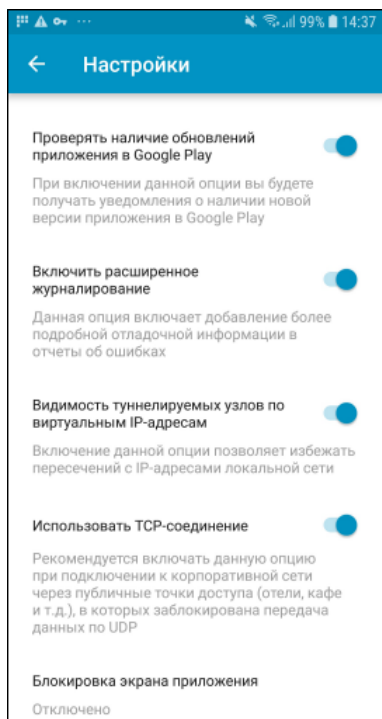 99% 14:37
Настройки
Проверять наличие обновлений
приложения в Google Play
При включении данной опции вы будете
получать уведомления о наличии новой
версии приложения в Google Play
Включить расширенное
журналирование
Данная опция включает добавление более
подробной отладочной информации в
отчеты об ошибках
Видимость туннелируемых узлов по
виртуальным IP-адресам
Включение данной опции позволяет избежать
пересечений с IP-адресами локальной сети
Использовать TCP-соединение
Рекомендуется включать данную опцию
при подключении к корпоративной сети
через публичные точки доступа (отели, кафе
и т.д.), в которых заблокирована передача
данных по UDP
Блокировка экрана приложения
Отключено